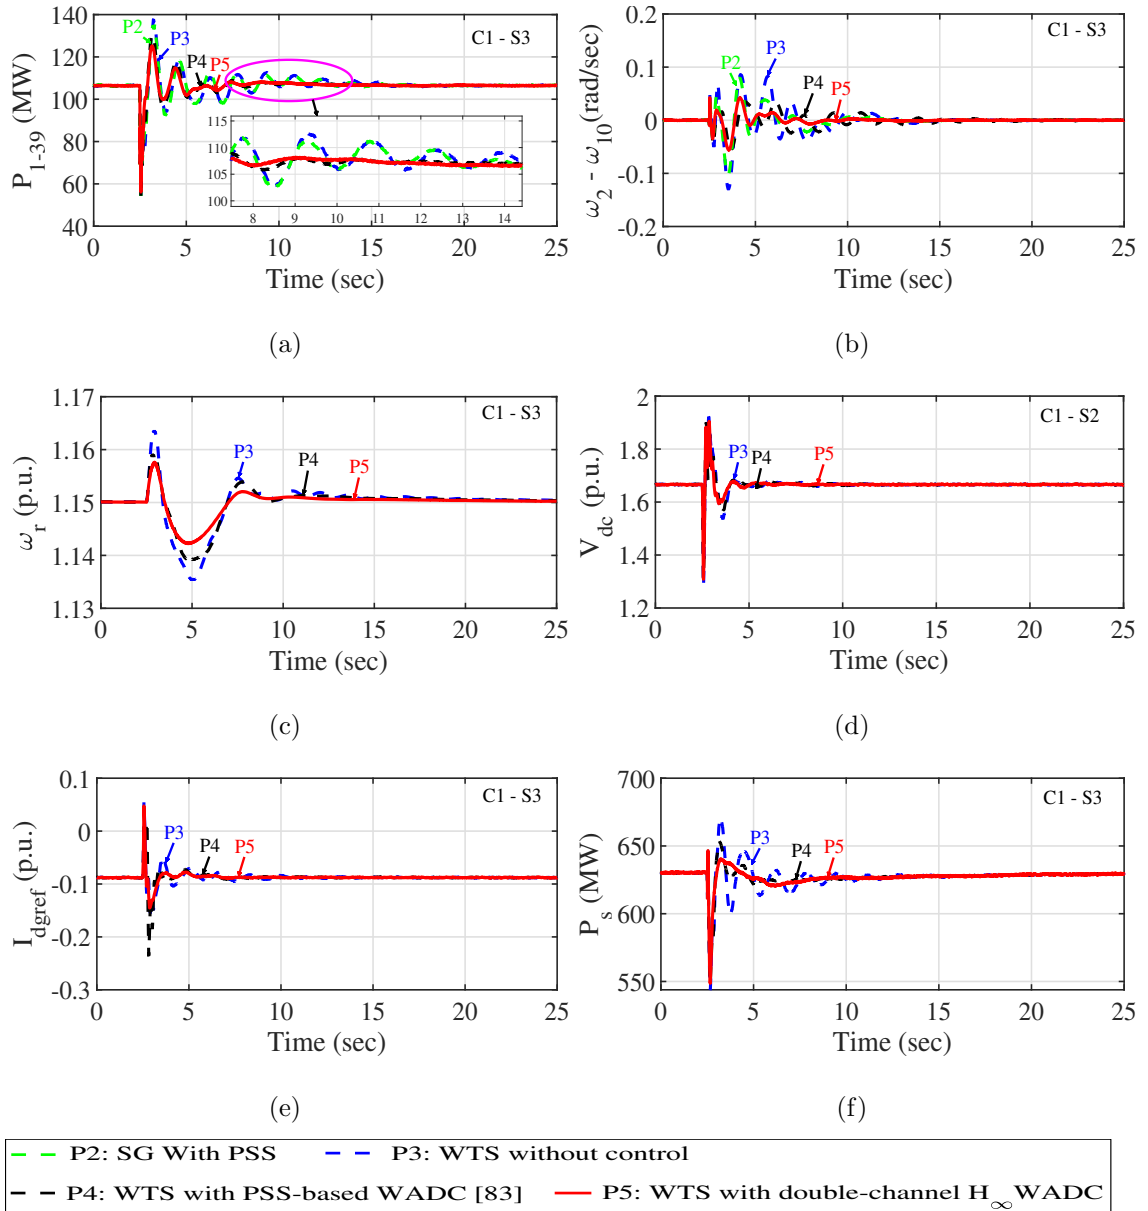 140
120
100
80
60
40
P1-39 (MW)
P2
P3
P4
P5
C1 - S3
115
110
105
100
8 9 10 11 12 13 14
0 5 10 15 20 25
Time (sec)
(a)
0.2
0.1
0
-0.1
-0.2
ω2 - ω10(rad/sec)
P2
P3
P4
P5
C1 - S3
0 5 10 15 20 25
Time (sec)
(b)
1.17
1.16
1.15
1.14
1.13
ωr (p.u.)
P3
P4
P5
C1 - S3
0 5 10 15 20 25
Time (sec)
(c)
2
1.8
1.6
1.4
1.2
Vdc (p.u.)
P3
P4
P5
C1 - S2
0 5 10 15 20 25
Time (sec)
(d)
0.1
0
-0.1
-0.2
-0.3
Idgref (p.u.)
P3
P4
P5
C1 - S3
0 5 10 15 20 25
Time (sec)
(e)
700
650
600
550
Ps (MW)
P3
P4
P5
C1 - S3
0 5 10 15 20 25
Time (sec)
(f)
P2: SG With PSS P3: WTS without control
P4: WTS with PSS-based WADC [83] P5: WTS with double-channel H∞WADC